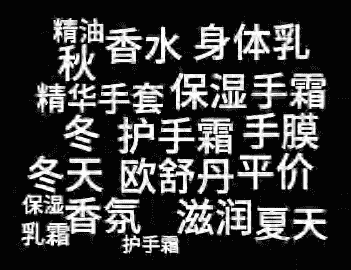 精油 香水 身体乳
秋
精华手套 保湿手霜
冬 护手霜 手膜
冬天 欧舒丹 平价
保湿 香氛 滋润 夏天
乳霜 护手霜